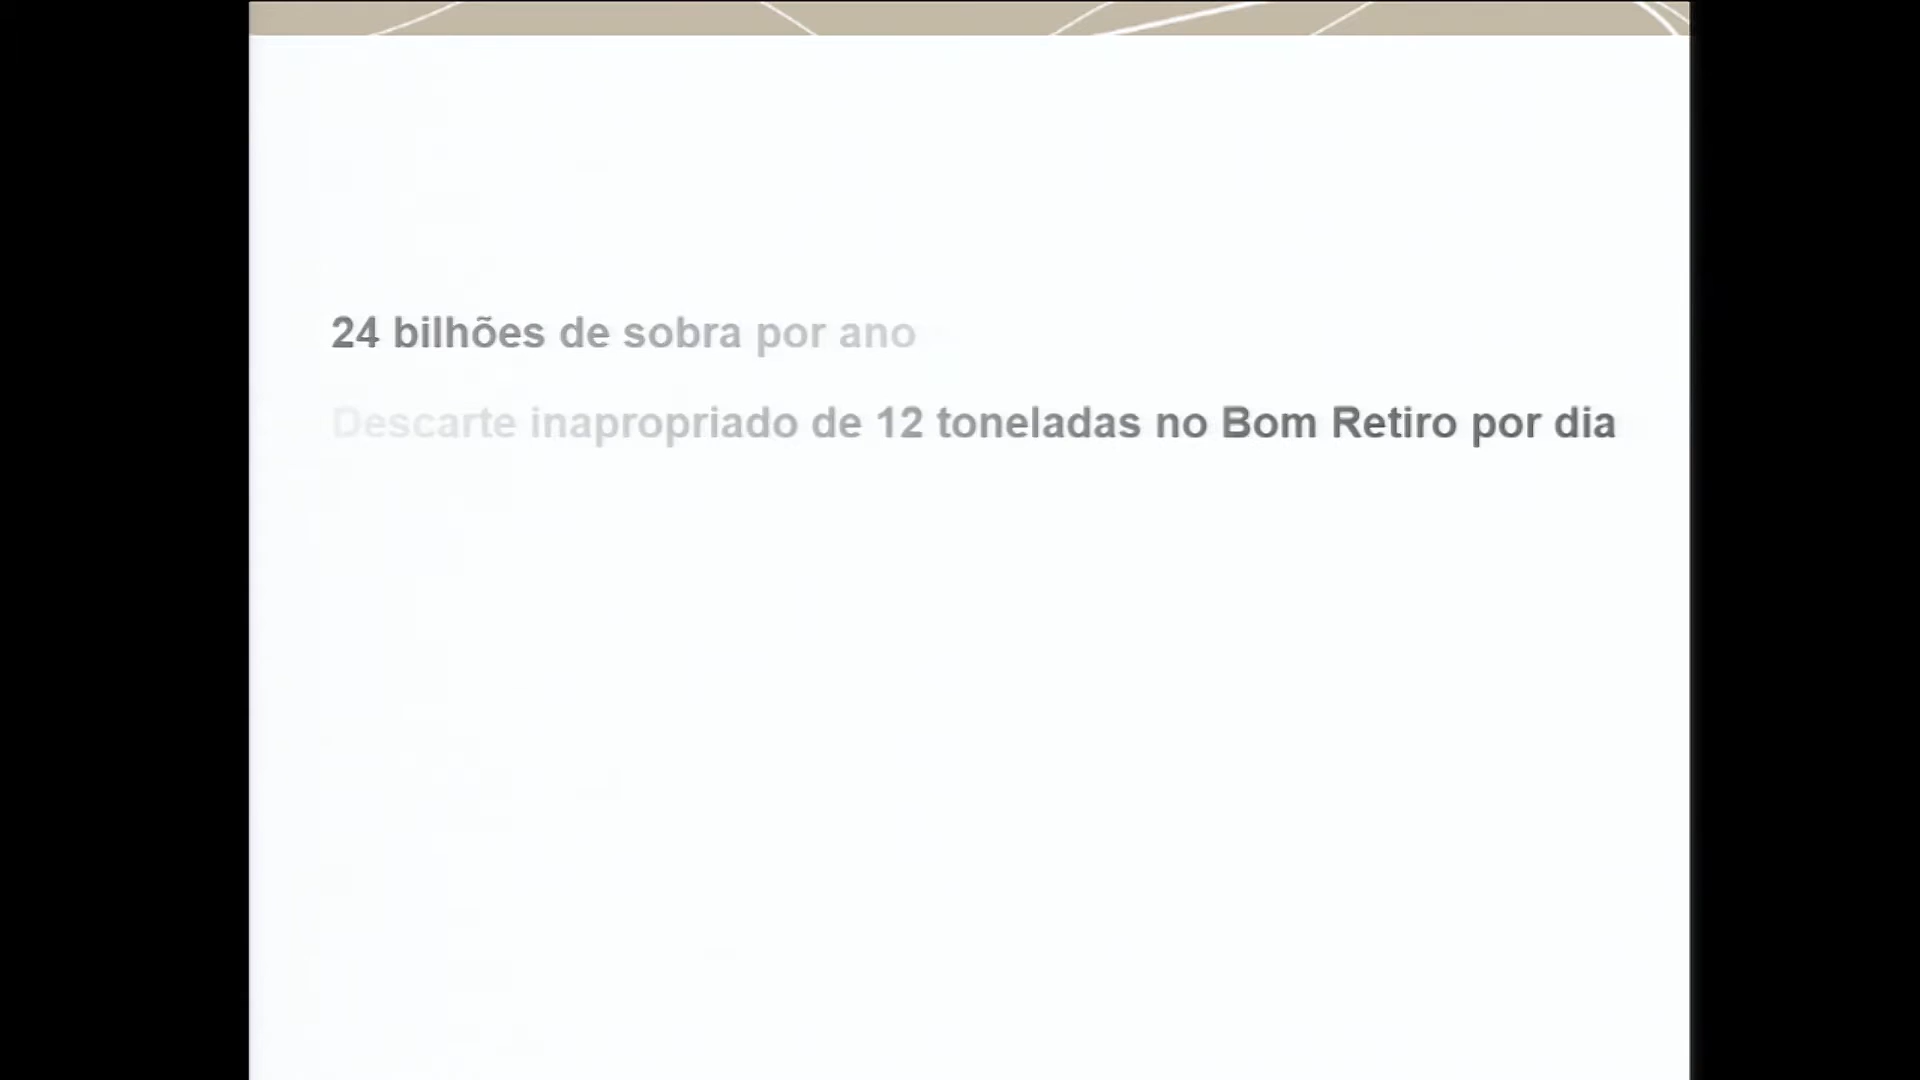 24 bilhões de sobra por ano
Descarte inapropriado de 12 toneladas no Bom Retiro por dia